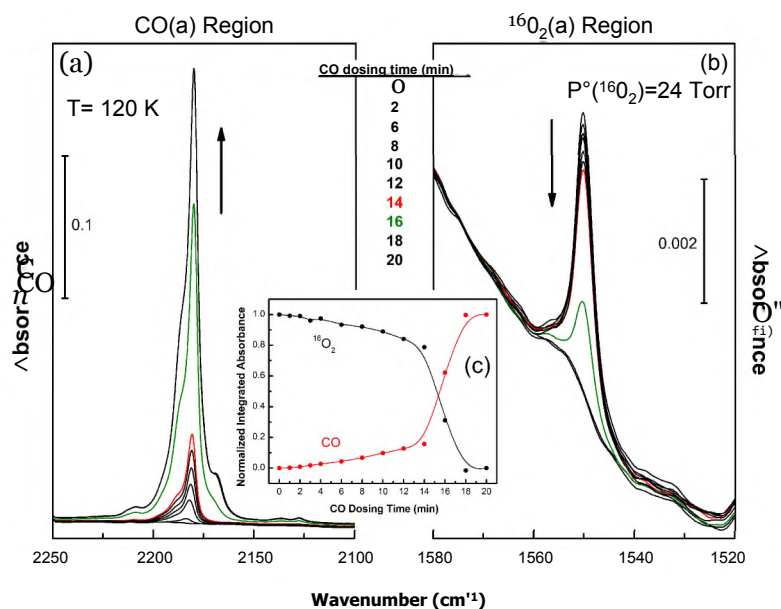 CO(a) Region
¹⁶0₂(a) Region
(a)
T= 120 K
0.1
CO dosing time (min)
O
2
6
8
10
12
14
16
18
20
(b)
P°(¹⁶0₂)=24 Torr
0.002
1.0
0.8
0.6
0.4
0.2
0.0
Normalized Integrated Absorbance
¹⁶O₂
CO
(c)
0 2 4 6 8 10 12 14 16 18 20
CO Dosing Time (min)
2250 2200 2150 2100
1580 1560 1540 1520
Wavenumber (cm⁻¹)